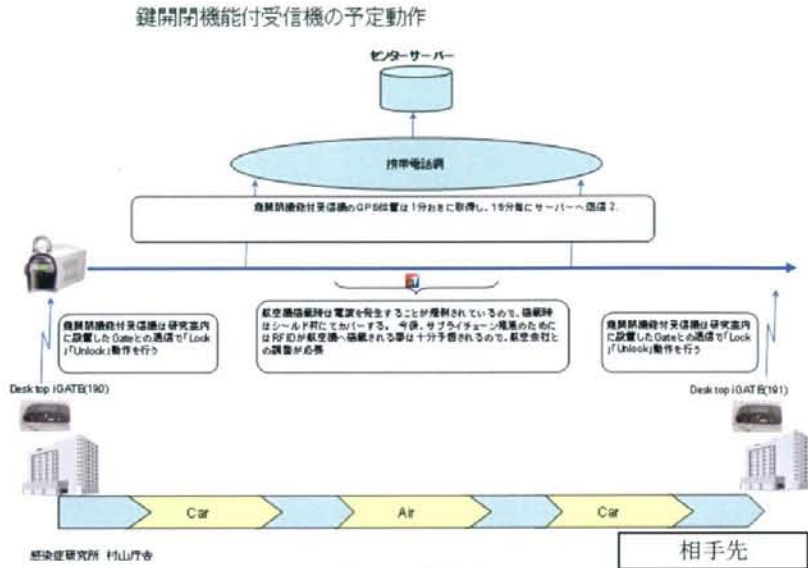 鍵開閉機能付受信機の予定動作
センターサーバー
携帯電話網
鍵開閉機能付受信機のGPS位置は1分おきに取得し、15分毎にサーバーへ送信2.
鍵開閉機能付受信機は研究室内
に設置したGateとの通信で「Lock
」「Unlock」動作を行う
航空機搭載時は電波を発生することが規制されているので、搭載時
はシールド材にてカバーする。 今後、サプライチェーン推進のために
はRFIDが航空機へ搭載される事は十分予想されるので、航空会社と
の調整が必要
鍵開閉機能付受信機は研究室内
に設置したGateとの通信で「Lock
」「Unlock」動作を行う
Desktop iGATE(190)
Desktop iGATE(191)
Car
Air
Car
感染症研究所 村山庁舎
相手先